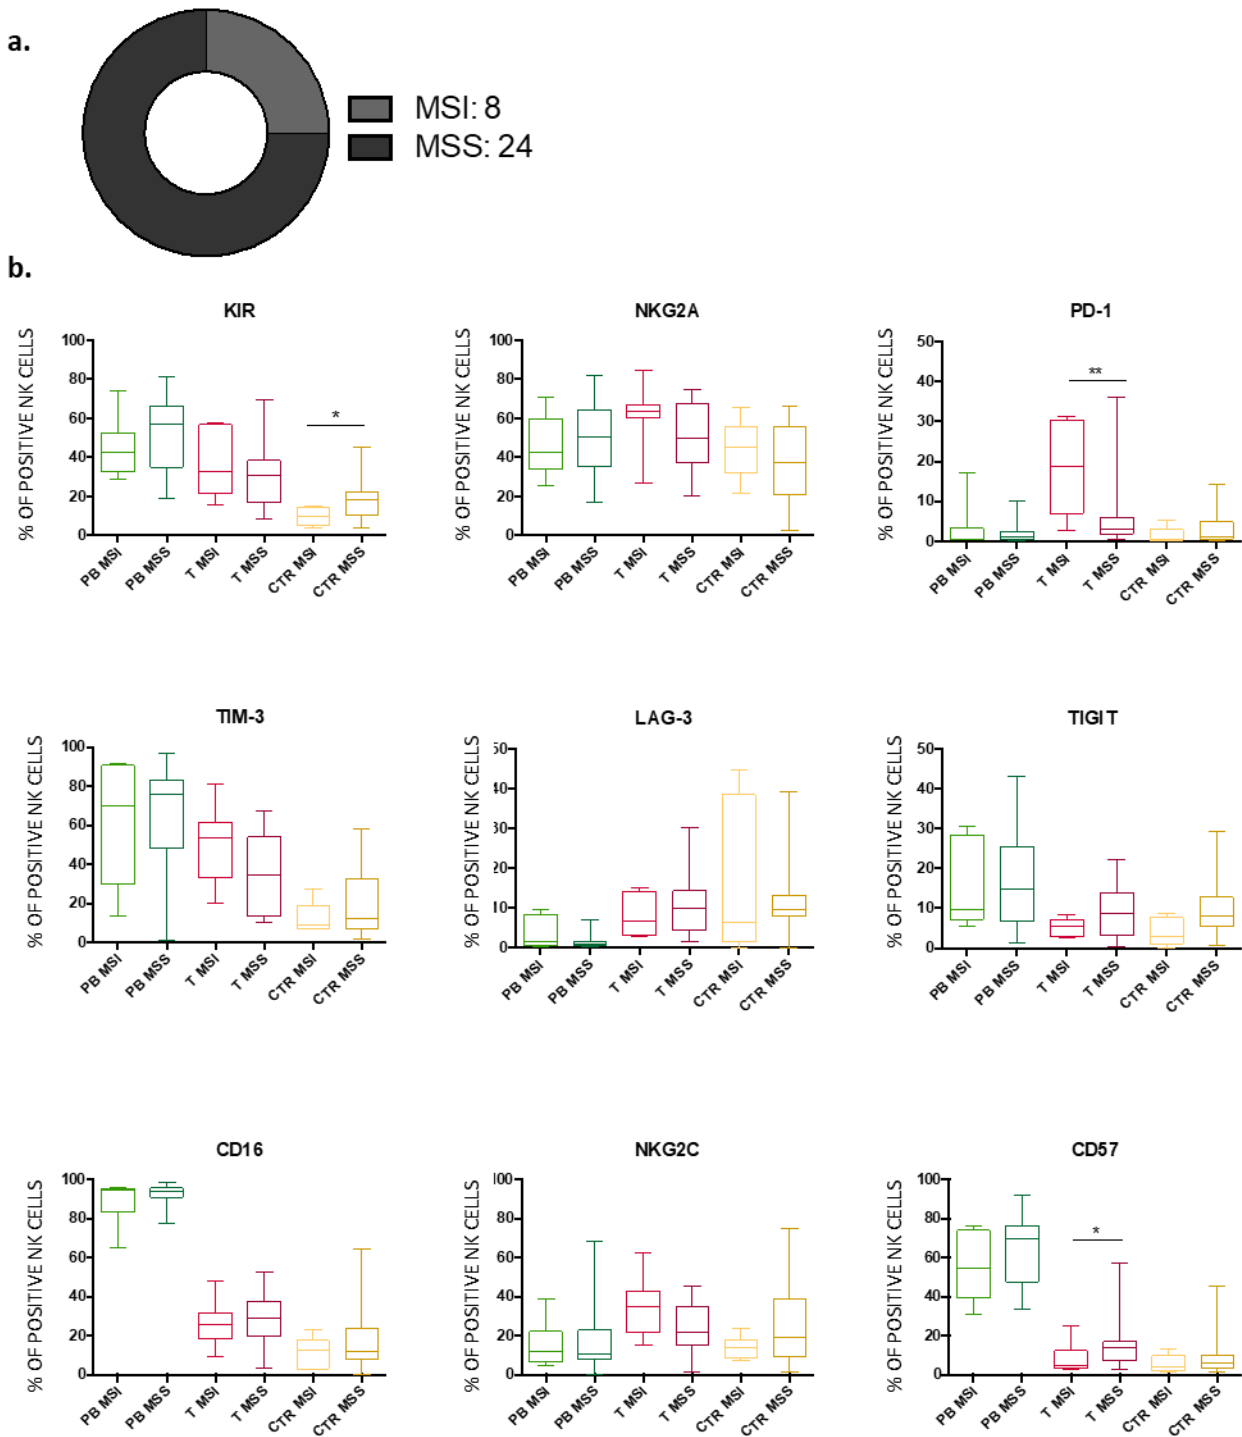 a.
MSI: 8
MSS: 24
b.
KIR
% OF POSITIVE NK CELLS
100
80
60
40
20
0
*
PB MSI
PB MSS
T MSI
T MSS
CTR MSI
CTR MSS
NKG2A
% OF POSITIVE NK CELLS
100
80
60
40
20
0
PB MSI
PB MSS
T MSI
T MSS
CTR MSI
CTR MSS
PD-1
% OF POSITIVE NK CELLS
50
40
30
20
10
0
**
PB MSI
PB MSS
T MSI
T MSS
CTR MSI
CTR MSS
TIM-3
% OF POSITIVE NK CELLS
100
80
60
40
20
0
PB MSI
PB MSS
T MSI
T MSS
CTR MSI
CTR MSS
LAG-3
% OF POSITIVE NK CELLS
50
40
30
20
10
0
PB MSI
PB MSS
T MSI
T MSS
CTR MSI
CTR MSS
TIGIT
% OF POSITIVE NK CELLS
50
40
30
20
10
0
PB MSI
PB MSS
T MSI
T MSS
CTR MSI
CTR MSS
CD16
% OF POSITIVE NK CELLS
100
80
60
40
20
0
PB MSI
PB MSS
T MSI
T MSS
CTR MSI
CTR MSS
NKG2C
% OF POSITIVE NK CELLS
100
80
60
40
20
0
PB MSI
PB MSS
T MSI
T MSS
CTR MSI
CTR MSS
CD57
% OF POSITIVE NK CELLS
100
80
60
40
20
0
*
PB MSI
PB MSS
T MSI
T MSS
CTR MSI
CTR MSS